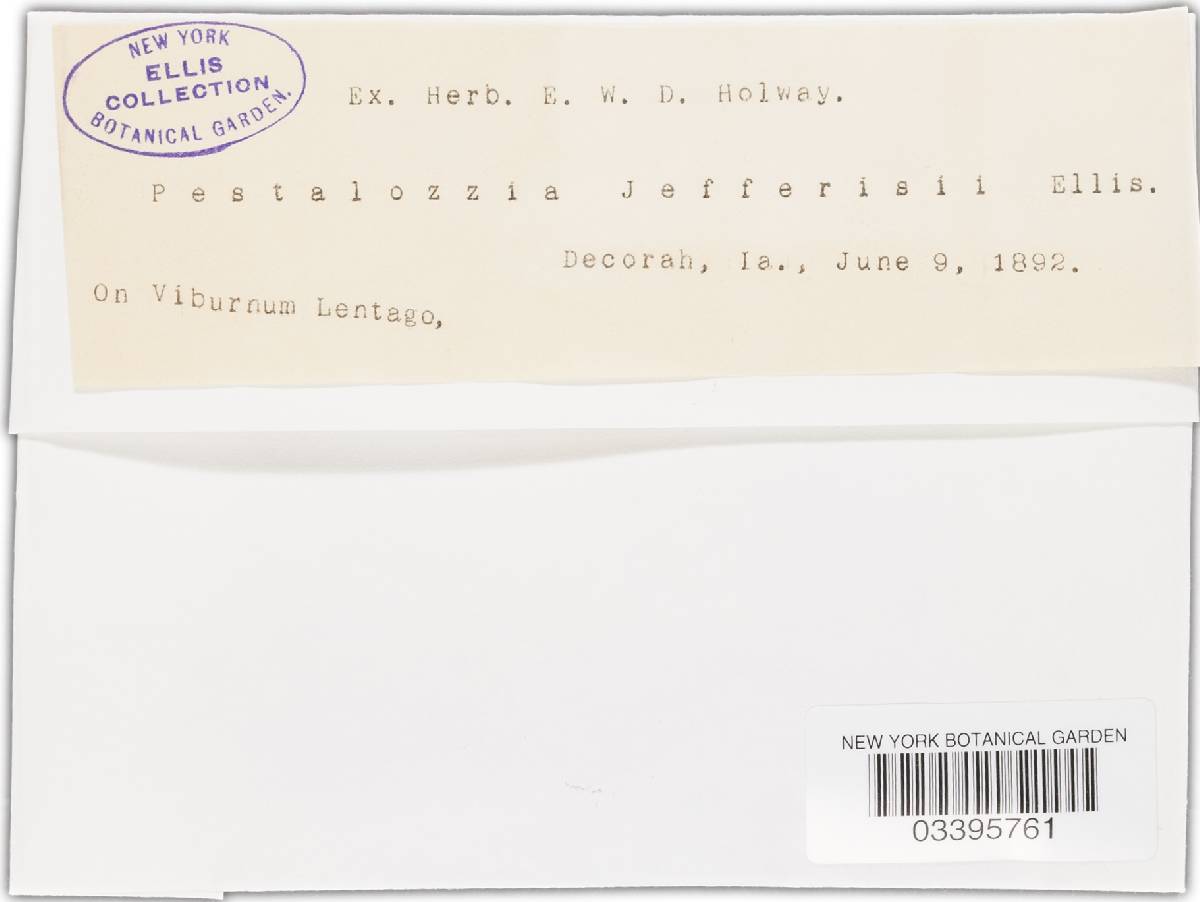 NEW YORK
ELLIS
COLLECTION
BOTANICAL GARDEN.
Ex. Herb. E. W. D. Holway.
Pestalozzia Jefferisii Ellis.
Decorah, Ia., June 9, 1892.
On Viburnum Lentago,
NEW YORK BOTANICAL GARDEN
03395761